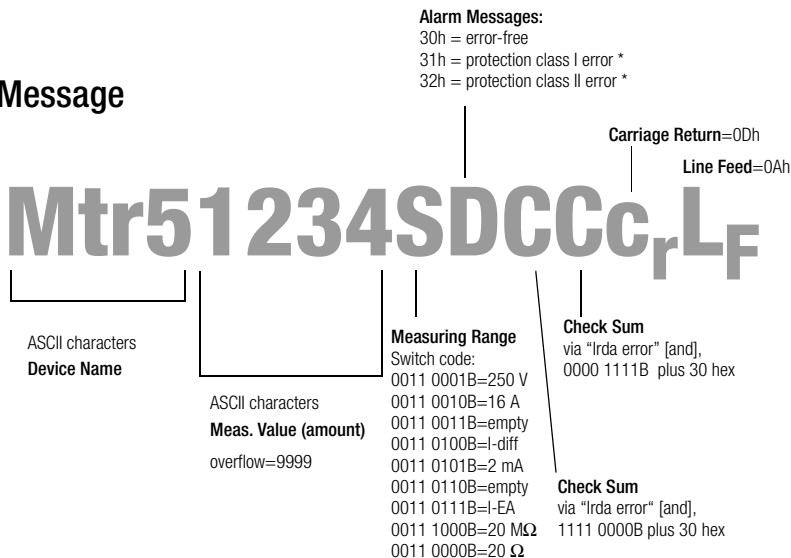 Alarm Messages:
30h = error-free
31h = protection class I error *
32h = protection class II error *
Message
Carriage Return=0Dh
Line Feed=0Ah
Mtr51234SDCCcrLF
ASCII characters
Device Name
ASCII characters
Meas. Value (amount)
overflow=9999
Measuring Range
Switch code:
0011 0001B=250 V
0011 0010B=16 A
0011 0011B=empty
0011 0100B=I-diff
0011 0101B=2 mA
0011 0110B=empty
0011 0111B=I-EA
0011 1000B=20 MΩ
0011 0000B=20 Ω
Check Sum
via “Irda error” [and],
0000 1111B plus 30 hex
Check Sum
via “Irda error“ [and],
1111 0000B plus 30 hex